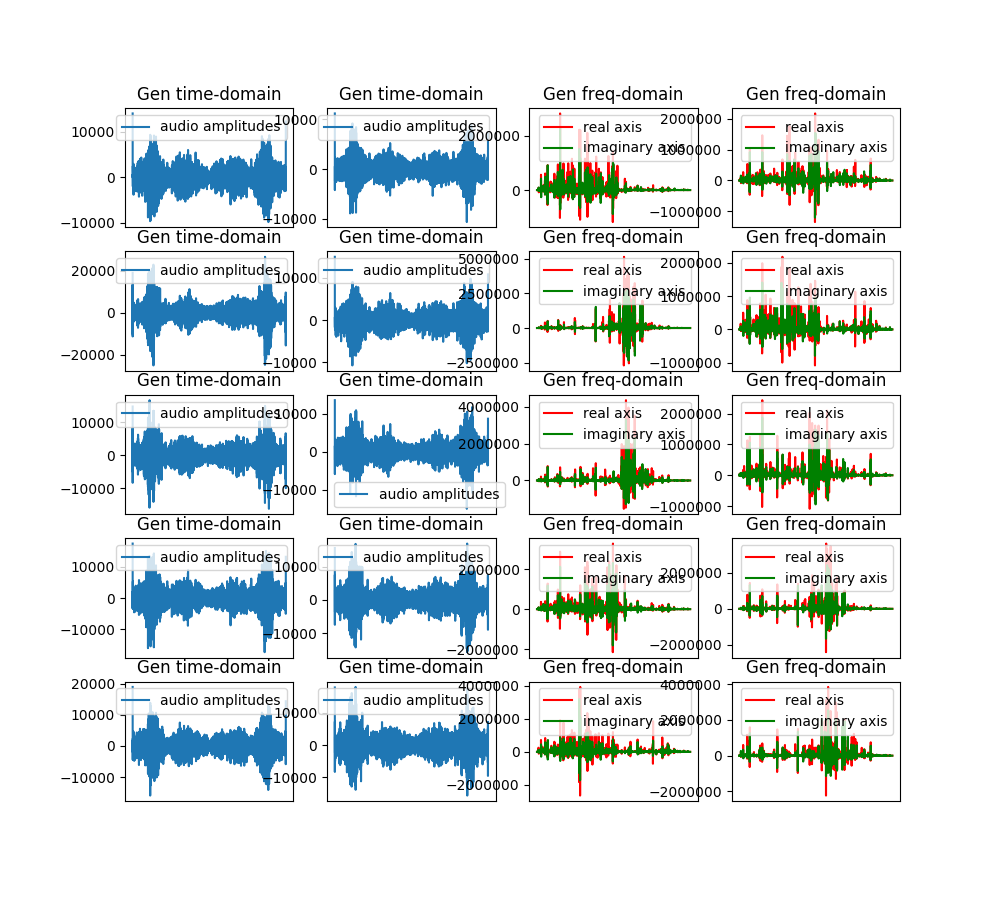 Gen time-domain Gen time-domain Gen freq-domain Gen freq-domain
10000 audio amplitudes 10000 audio amplitudes 2000000 real axis imaginary axis 2000000 real axis
1000000 imaginary axis
0 0 0 0
−10000 −10000 −1000000
Gen time-domain Gen time-domain Gen freq-domain Gen freq-domain
20000 audio amplitudes 10000 audio amplitudes 5000000 real axis 2000000 real axis
2500000 imaginary axis 1000000 imaginary axis
0 0 0 0
−20000 −10000 −2500000 −1000000
Gen time-domain Gen time-domain Gen freq-domain Gen freq-domain
10000 audio amplitudes 10000 4000000 real axis 2000000 real axis
2000000 imaginary axis 1000000 imaginary axis
0 0 0 0
−10000 −10000 audio amplitudes −1000000
Gen time-domain Gen time-domain Gen freq-domain Gen freq-domain
10000 audio amplitudes 10000 audio amplitudes 2000000 real axis imaginary axis 2000000 real axis imaginary axis
0 0 0 0
−10000 −10000 −2000000 −2000000
Gen time-domain Gen time-domain Gen freq-domain Gen freq-domain
20000 audio amplitudes audio amplitudes 4000000 real axis 4000000 real axis
10000 10000 2000000 imaginary axis 2000000 imaginary axis
0 0 0 0
−10000 −10000 −2000000 −2000000